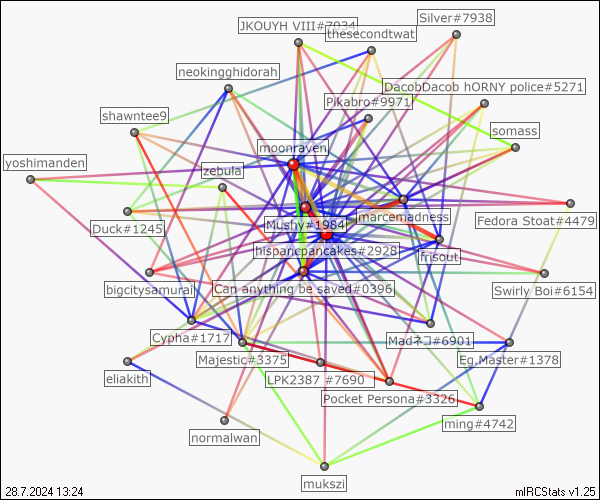 Silver#7938
JKOUYH VIII#7034
thesecondtwat
neokingghidorah
DacobDacob hORNY police#5271
Pikabro#9971
shawntee9
somass
moonraven
yoshimanden
zebula
marcemadness
Fedora Stoat#4479
Mushy#1984
Duck#1245
hispancpancakes#2928
frisout
bigcitysamurai
Can anything be saved#0396
Swirly Boi#6154
Cypha#1717
Madネコ#6901
Majestic#3375
Eg.Master#1378
eliakith
LPK2387 #7690
Pocket Persona#3326
ming#4742
normalwan
mukszi
28.7.2024 13:24
mIRCStats v1.25